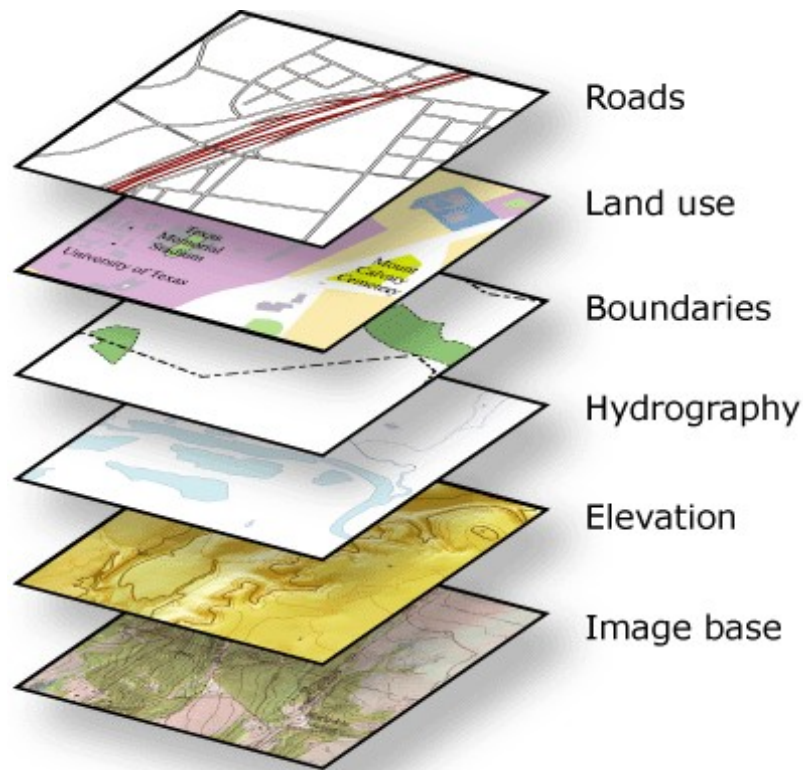 Roads
Land use
Texas
Memorial
Stadium
University of Texas
Mount
Calvary
Cemetery
Boundaries
Hydrography
Elevation
Image base